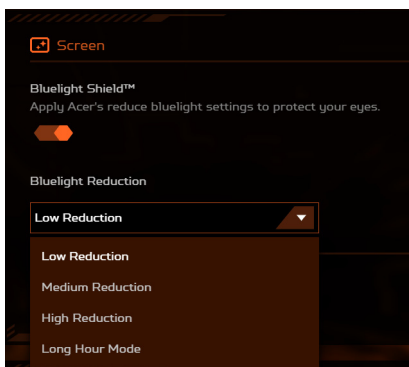 Screen
Bluelight Shield™
Apply Acer's reduce bluelight settings to protect your eyes.
Bluelight Reduction
Low Reduction
Low Reduction
Medium Reduction
High Reduction
Long Hour Mode